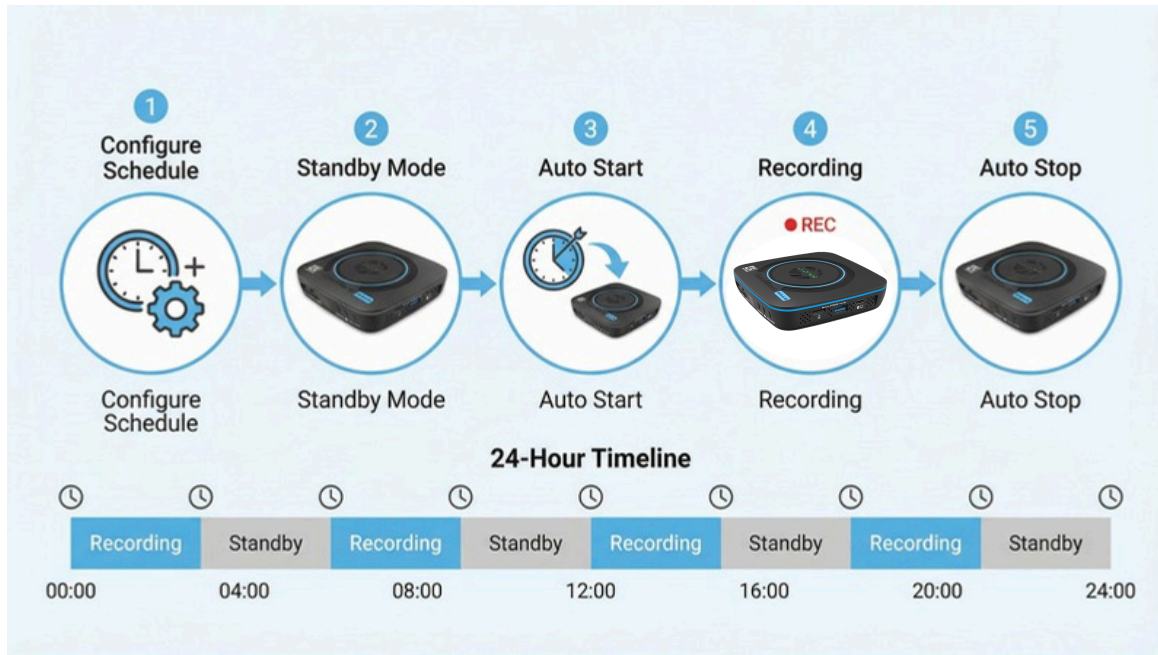 1
Configure
Schedule
2
Standby Mode
3
Auto Start
4
Recording
5
Auto Stop
REC
Configure
Schedule
Standby Mode
Auto Start
Recording
Auto Stop
24-Hour Timeline
Recording Standby Recording Standby Recording Standby Recording Standby
00:00 04:00 08:00 12:00 16:00 20:00 24:00